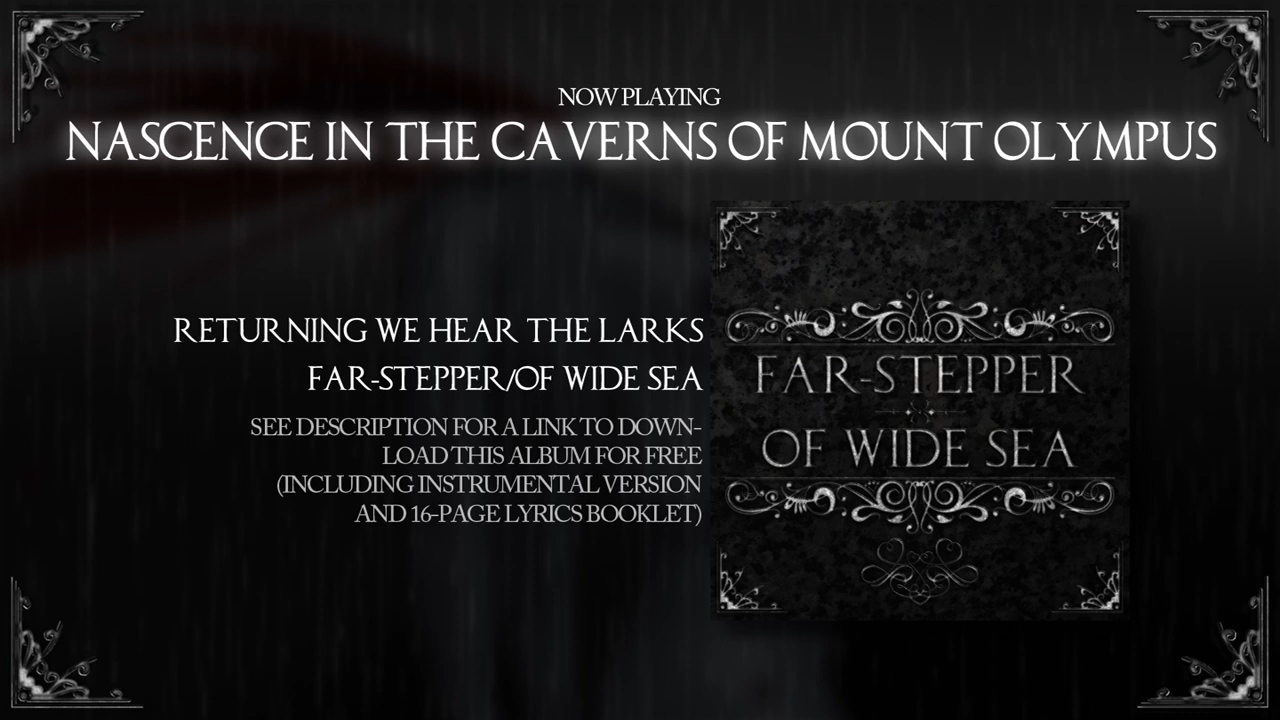 NOW PLAYING
NASCENCE IN THE CAVERNS OF MOUNT OLYMPUS
RETURNING WE HEAR THE LARKS
FAR-STEPPER/OF WIDE SEA
SEE DESCRIPTION FOR A LINK TO DOWN-
LOAD THIS ALBUM FOR FREE
(INCLUDING INSTRUMENTAL VERSION
AND 16-PAGE LYRICS BOOKLET)
FAR-STEPPER
OF WIDE SEA